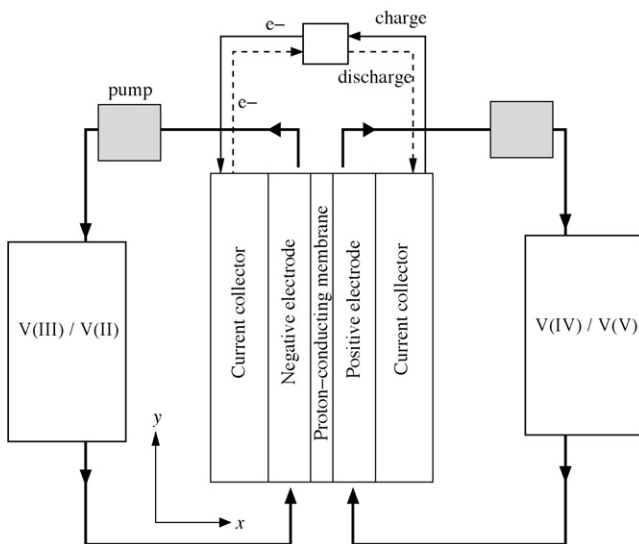 e−
charge
discharge
e−
pump
V(III) / V(II)
Current collector
Negative electrode
Proton−conducting membrane
Positive electrode
Current collector
V(IV) / V(V)
y
x